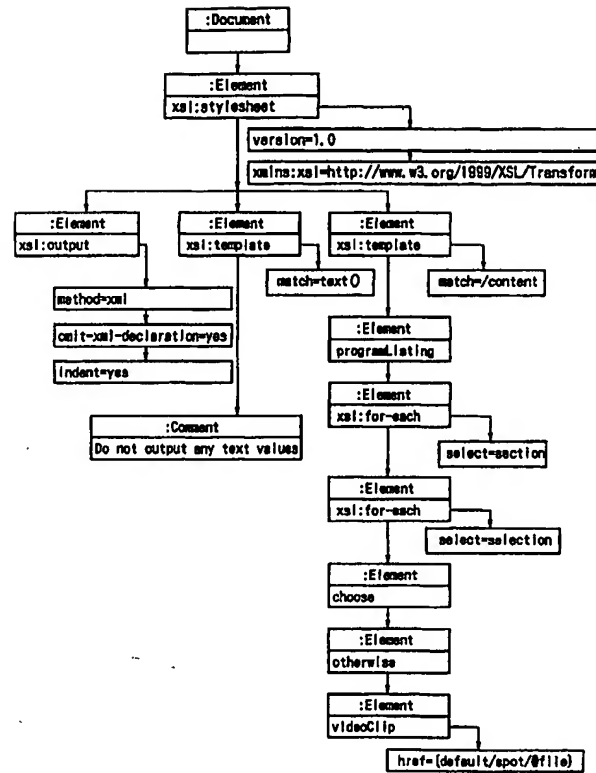 :Document
:Element
xsl:stylesheet
version=1.0
xmlns:xsl=http://www.w3.org/1999/XSL/Transform
:Element
xsl:output
:Element
xsl:template
:Element
xsl:template
method=xml
match=text()
match=/content
omit-xml-declaration=yes
indent=yes
:Element
programListing
:Element
xsl:for-each
:Comment
Do not output any text values
select=section
:Element
xsl:for-each
select=selection
:Element
choose
:Element
otherwise
:Element
videoClip
href={default/spot/@file}